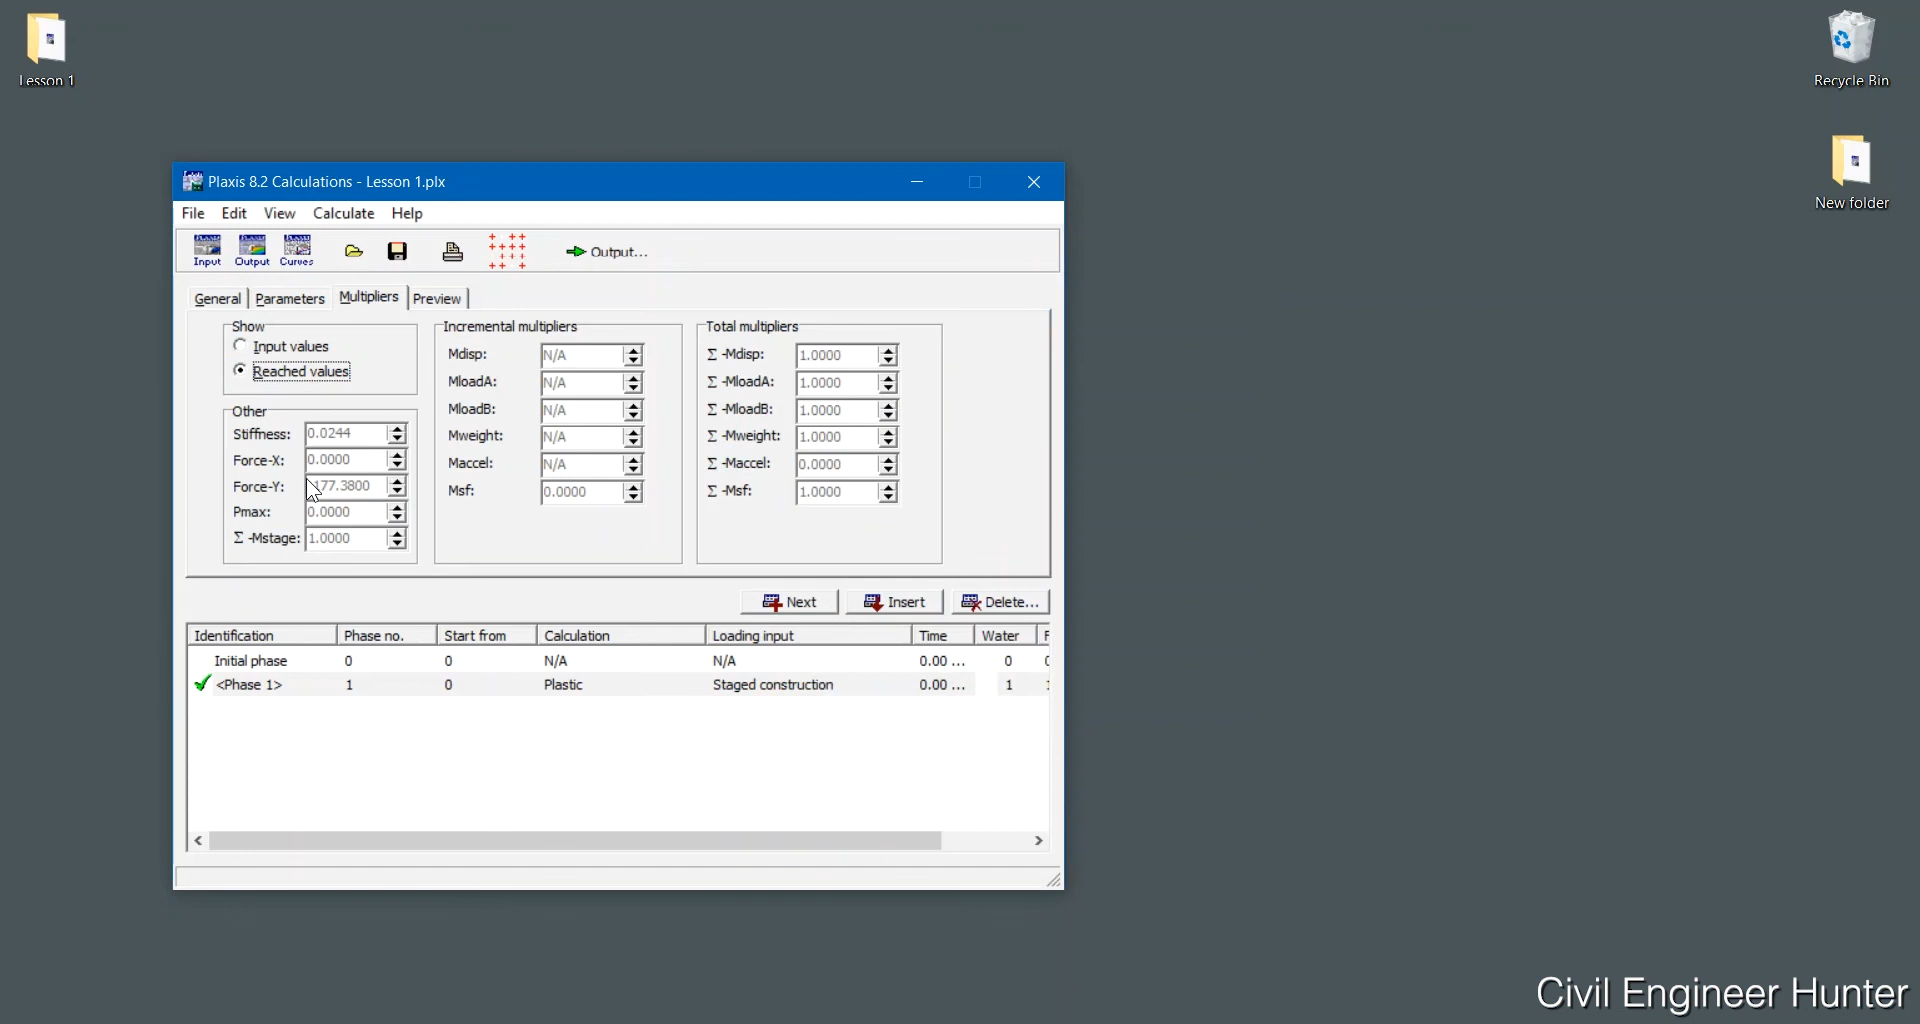 Lesson 1
Recycle Bin
New folder
Plaxis 8.2 Calculations - Lesson 1.plx
File Edit View Calculate Help
Input Output Curves Output...
General Parameters Multipliers Preview
Show
Input values
Reached values
Other
Stiffness: 0.0244
Force-X: 0.0000
Force-Y: 77.3800
Pmax: 0.0000
Σ -Mstage: 1.0000
Incremental multipliers
Mdisp: N/A
MloadA: N/A
MloadB: N/A
Mweight: N/A
Maccel: N/A
Msf: 0.0000
Total multipliers
Σ -Mdisp: 1.0000
Σ -MloadA: 1.0000
Σ -MloadB: 1.0000
Σ -Mweight: 1.0000
Σ -Maccel: 0.0000
Σ -Msf: 1.0000
Next Insert Delete...
Identification Phase no. Start from Calculation Loading input Time Water
Initial phase 0 0 N/A N/A 0.00 ... 0
<Phase 1> 1 0 Plastic Staged construction 0.00 ... 1
Civil Engineer Hunter